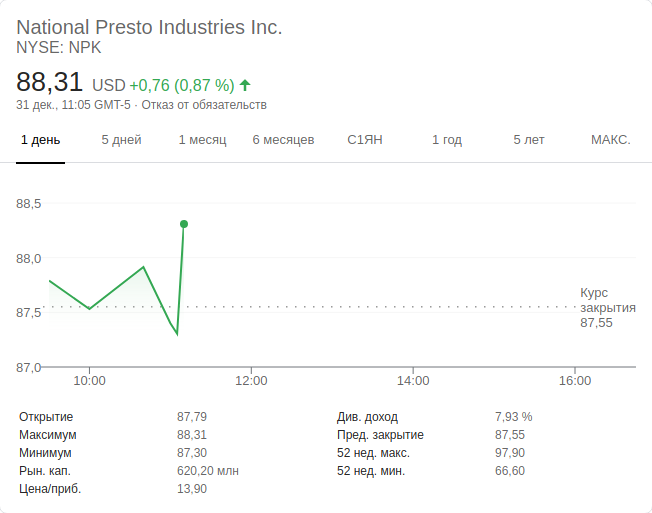 National Presto Industries Inc.
NYSE: NPK
88,31 USD +0,76 (0,87 %)
31 дек., 11:05 GMT-5 · Отказ от обязательств
1 день 5 дней 1 месяц 6 месяцев С1ЯН 1 год 5 лет МАКС.
88,5
88,0
87,5
87,0
Курс
закрытия
87,55
10:00 12:00 14:00 16:00
Открытие 87,79 Див. доход 7,93 %
Максимум 88,31 Пред. закрытие 87,55
Минимум 87,30 52 нед. макс. 97,90
Рын. кап. 620,20 млн 52 нед. мин. 66,60
Цена/приб. 13,90